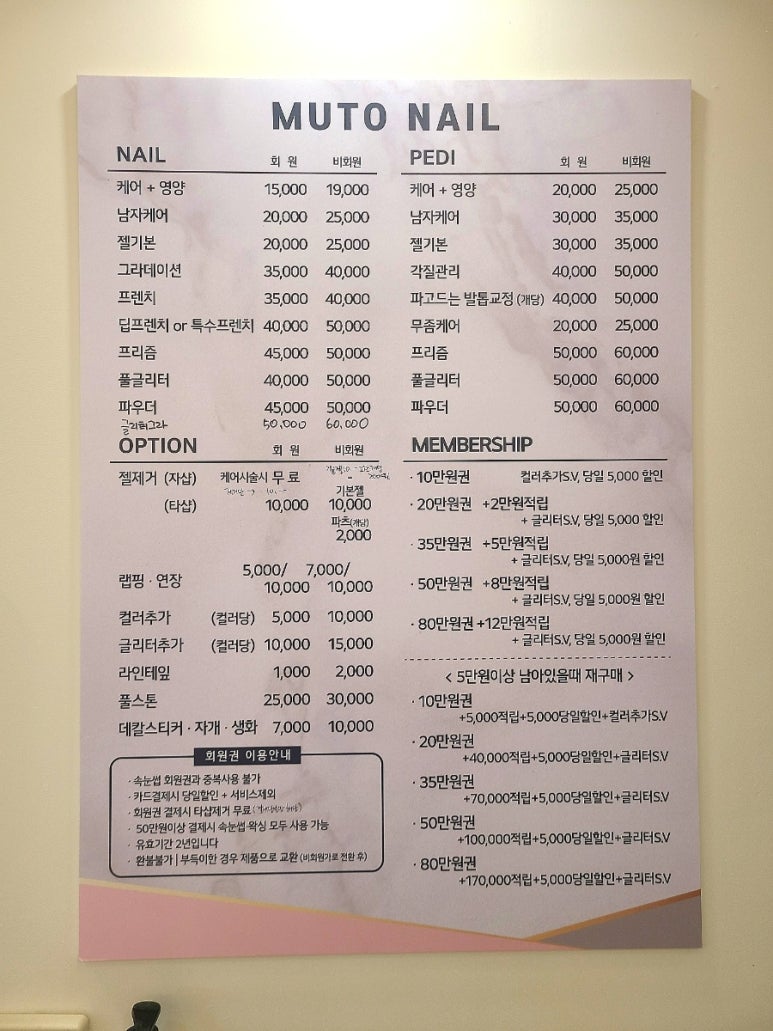 MUTO NAIL
NAIL 회 원 비회원
케어 + 영양 15,000 19,000
남자케어 20,000 25,000
젤기본 20,000 25,000
그라데이션 35,000 40,000
프렌치 35,000 40,000
딥프렌치 or 특수프렌치 40,000 50,000
프리즘 45,000 50,000
풀글리터 40,000 50,000
파우더 45,000 50,000
글리터그라 50,000 60,000
OPTION 회 원 비회원
젤제거 (자샵) 케어시술시 무료
기본젤
(타샵) 10,000 10,000
파츠(개당)
2,000
5,000/ 7,000/
랩핑 · 연장 10,000 10,000
컬러추가 (컬러당) 5,000 10,000
글리터추가 (컬러당) 10,000 15,000
라인테잎 1,000 2,000
풀스톤 25,000 30,000
데칼스티커 · 자개 · 생화 7,000 10,000
회원권 이용안내
· 속눈썹 회원권과 중복사용 불가
· 카드결제시 당일할인 + 서비스제외
· 회원권 결제시 타샵제거 무료
· 50만원이상 결제시 속눈썹·왁싱 모두 사용 가능
· 유효기간 2년입니다
· 환불불가 | 부득이한 경우 제품으로 교환 (비회원가로 전환 후)
PEDI 회 원 비회원
케어 + 영양 20,000 25,000
남자케어 30,000 35,000
젤기본 30,000 35,000
각질관리 40,000 50,000
파고드는 발톱교정 (개당) 40,000 50,000
무좀케어 20,000 25,000
프리즘 50,000 60,000
풀글리터 50,000 60,000
파우더 50,000 60,000
MEMBERSHIP
· 10만원권 컬러추가S.V, 당일 5,000 할인
· 20만원권 +2만원적립
+ 글리터S.V, 당일 5,000 할인
· 35만원권 +5만원적립
+ 글리터S.V, 당일 5,000원 할인
· 50만원권 +8만원적립
+ 글리터S.V, 당일 5,000원 할인
· 80만원권 +12만원적립
+ 글리터S.V, 당일 5,000원 할인
< 5만원이상 남아있을때 재구매 >
· 10만원권
+5,000적립+5,000당일할인+컬러추가S.V
· 20만원권
+40,000적립+5,000당일할인+글리터S.V
· 35만원권
+70,000적립+5,000당일할인+글리터S.V
· 50만원권
+100,000적립+5,000당일할인+글리터S.V
· 80만원권
+170,000적립+5,000당일할인+글리터S.V